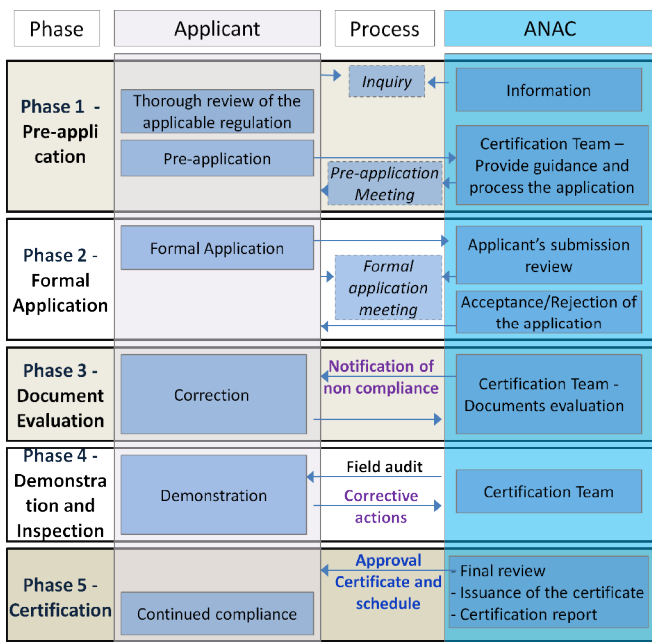 Phase
Applicant
Process
ANAC
Phase 1 -
Pre-appli
cation
Thorough review of the
applicable regulation
Pre-application
Inquiry
Pre-application
Meeting
Information
Certification Team –
Provide guidance and
process the application
Phase 2 -
Formal
Application
Formal Application
Formal
application
meeting
Applicant's submission
review
Acceptance/Rejection of
the application
Phase 3 -
Document
Evaluation
Correction
Notification of
non compliance
Certification Team -
Documents evaluation
Phase 4 -
Demonstra
tion and
Inspection
Demonstration
Field audit
Corrective
actions
Certification Team
Phase 5 -
Certification
Continued compliance
Approval
Certificate and
schedule
- Final review
- Issuance of the certificate
- Certification report